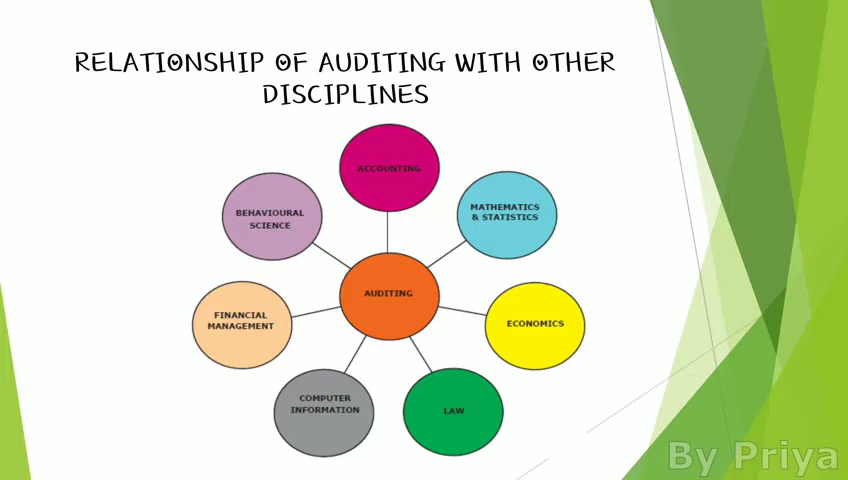 RELATIONSHIP OF AUDITING WITH OTHER
DISCIPLINES
ACCOUNTING
MATHEMATICS
& STATISTICS
ECONOMICS
LAW
COMPUTER
INFORMATION
FINANCIAL
MANAGEMENT
BEHAVIOURAL
SCIENCE
AUDITING
By Priya